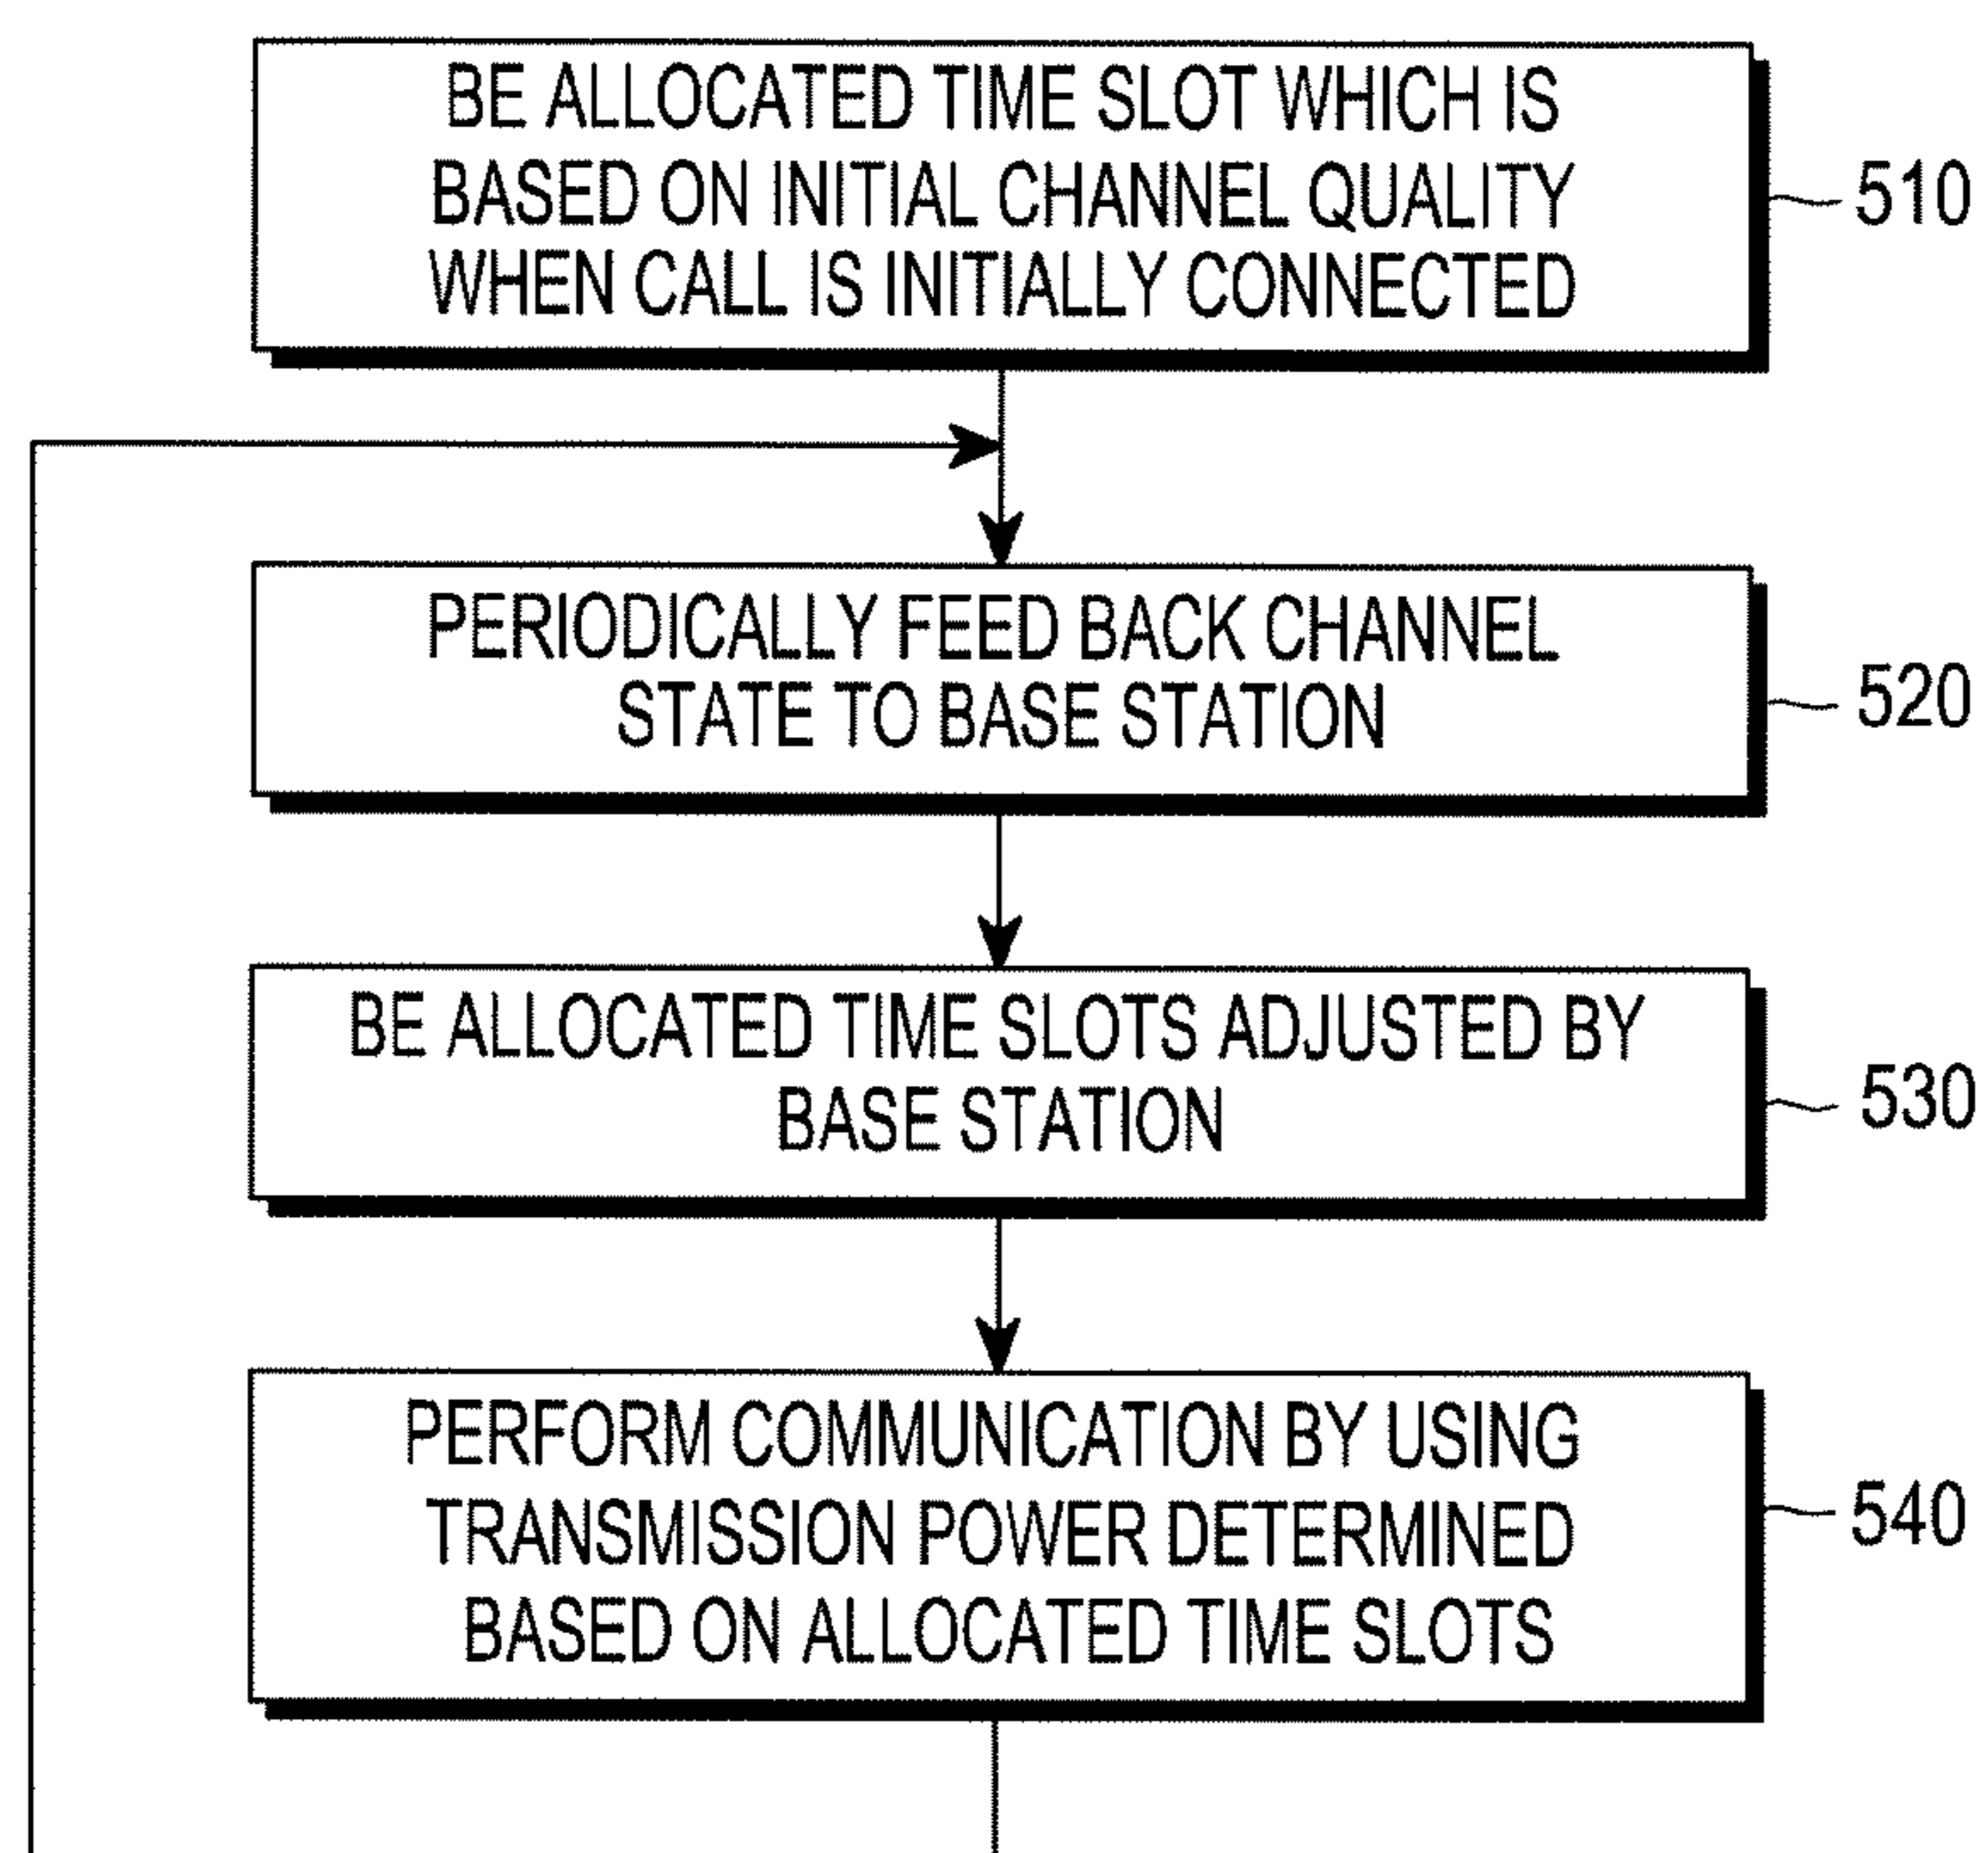 BE ALLOCATED TIME SLOT WHICH IS
BASED ON INITIAL CHANNEL QUALITY
WHEN CALL IS INITIALLY CONNECTED
510
PERIODICALLY FEED BACK CHANNEL
STATE TO BASE STATION
520
BE ALLOCATED TIME SLOTS ADJUSTED BY
BASE STATION
530
PERFORM COMMUNICATION BY USING
TRANSMISSION POWER DETERMINED
BASED ON ALLOCATED TIME SLOTS
540